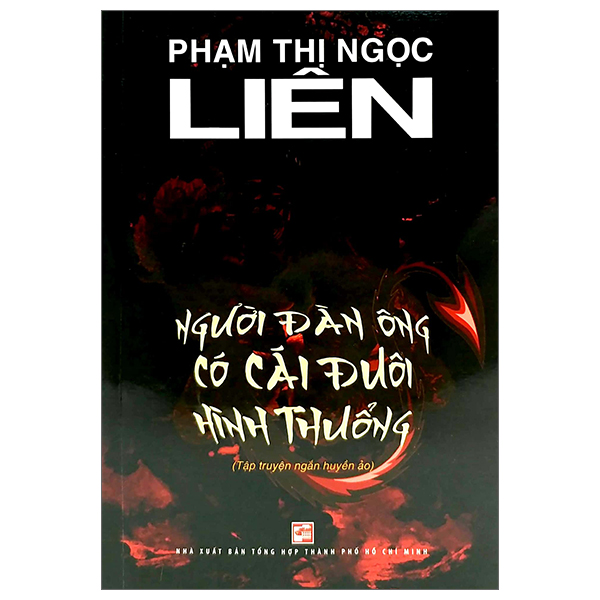 PHẠM THỊ NGỌC
LIÊN
NGƯỜI ĐÀN ÔNG
CÓ CÁI ĐUÔI
HÌNH THUỔNG
(Tập truyện ngắn huyền ảo)
NHÀ XUẤT BẢN TỔNG HỢP THÀNH PHỐ HỒ CHÍ MINH